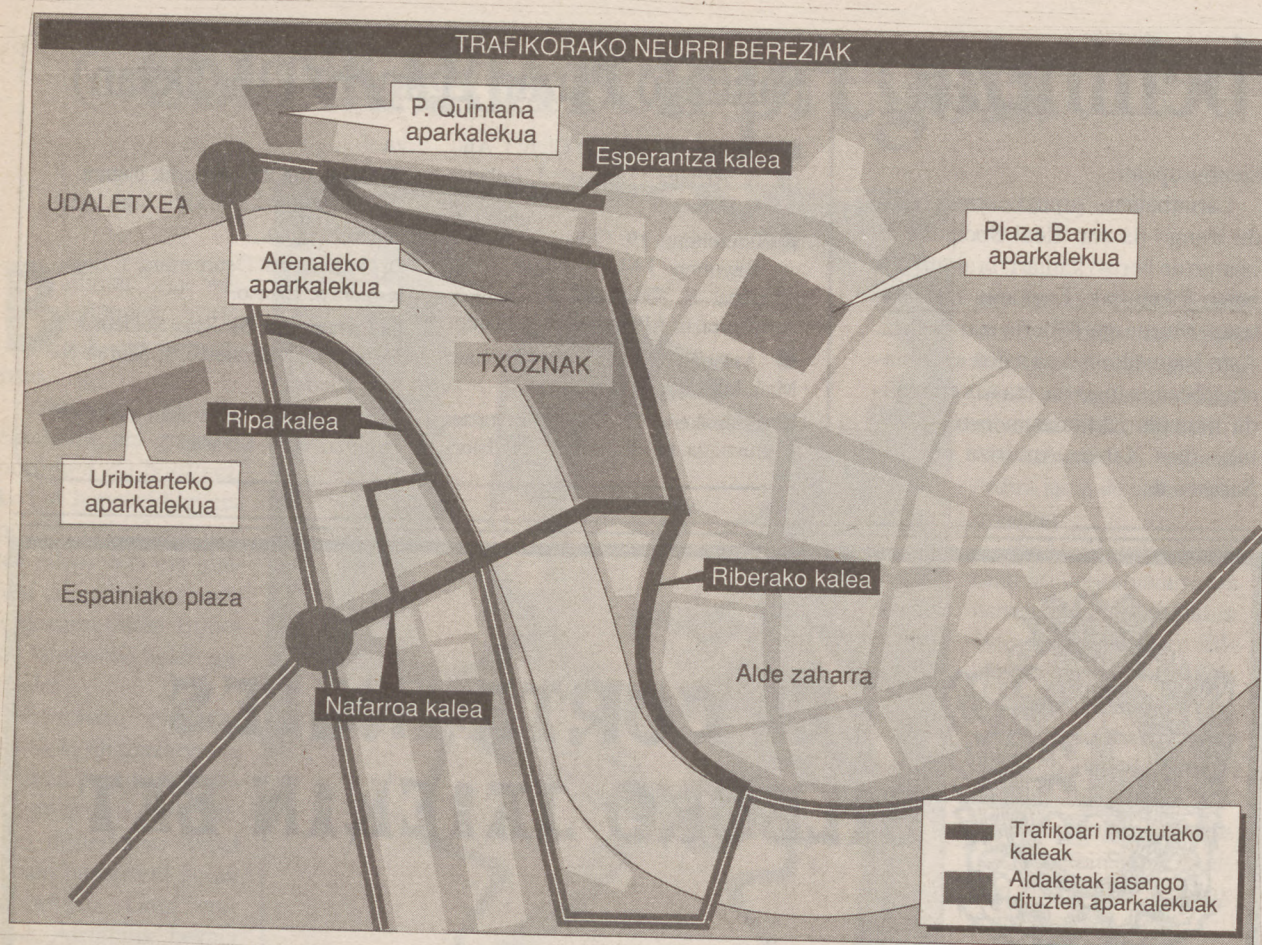 TRAFIKORAKO NEURRI BEREZIAK
P. Quintana
aparkalekua
Esperantza kalea
UDALETXEA
Arenaleko
aparkalekua
Plaza Barriko
aparkalekua
TXOZNAK
Ripa kalea
Uribitarteko
aparkalekua
Espainiako plaza
Riberako kalea
Alde zaharra
Nafarroa kalea
Trafikoari moztutako
kaleak
Aldaketak jasango
dituzten aparkalekuak